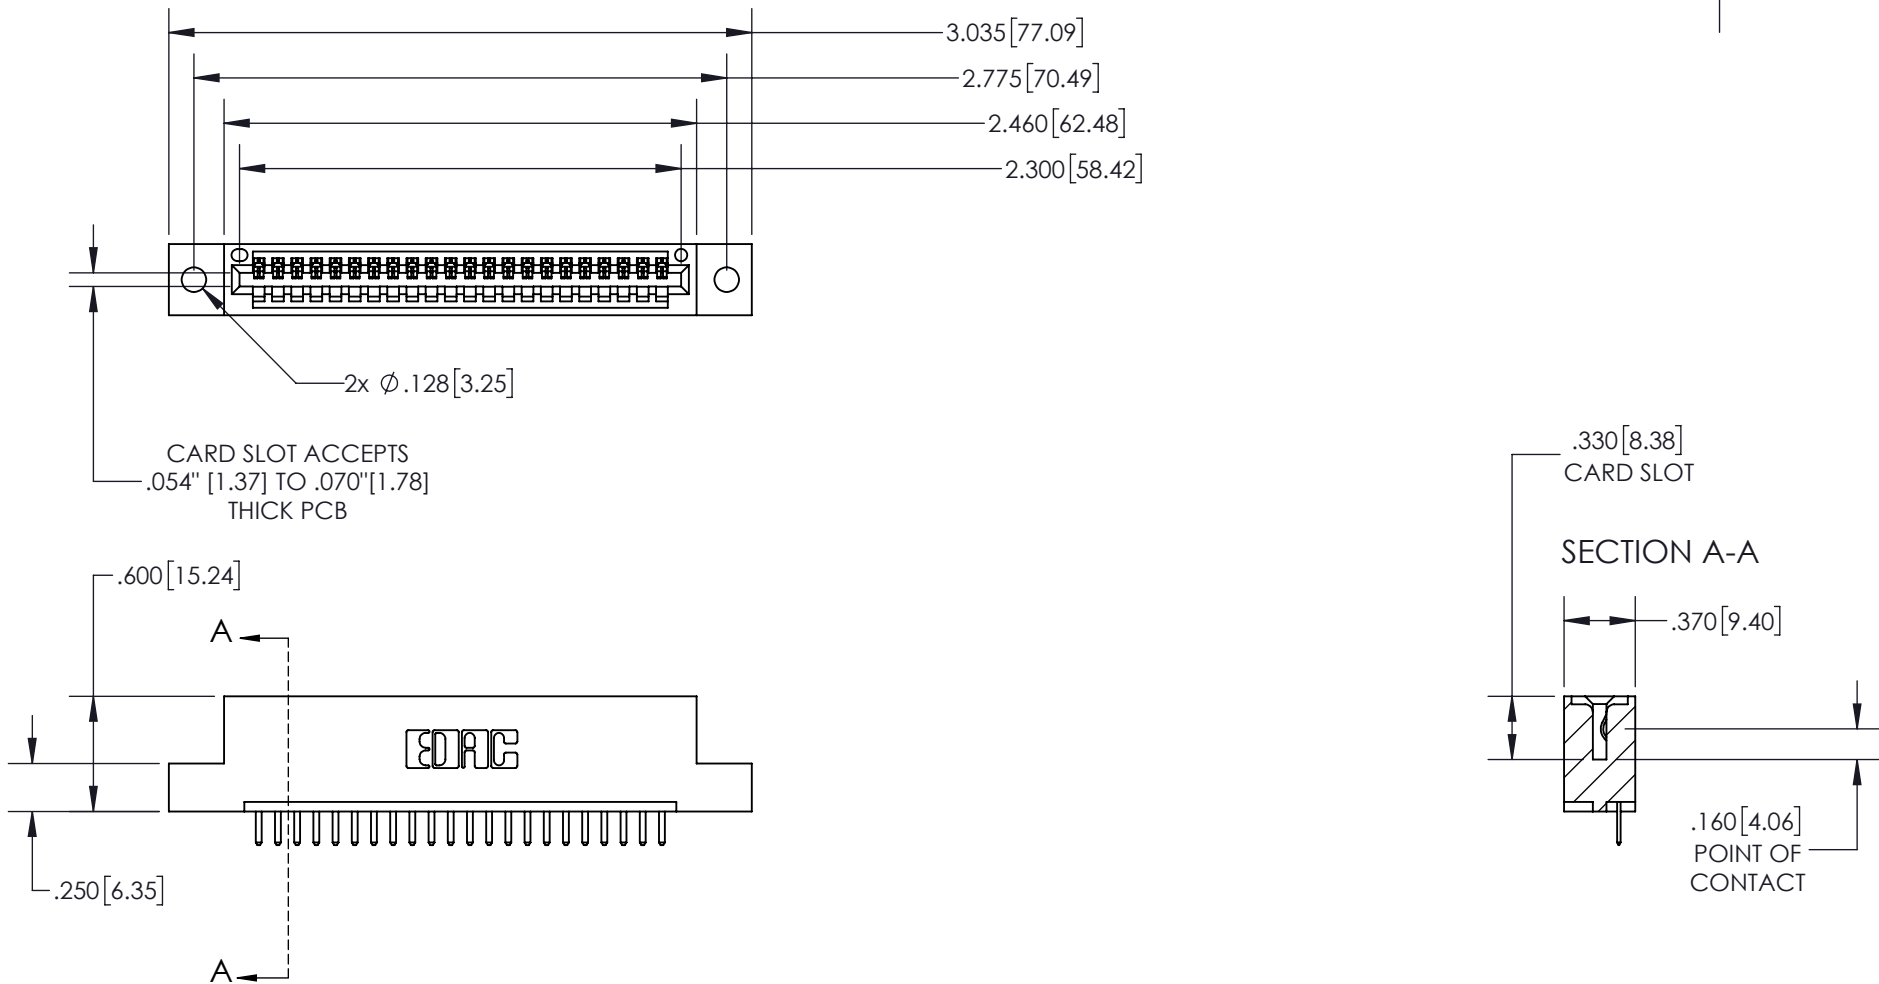 3.035[77.09]
2.775[70.49]
2.460[62.48]
2.300[58.42]
2x ∅.128[3.25]
CARD SLOT ACCEPTS
.054" [1.37] TO .070"[1.78]
THICK PCB
.330[8.38]
CARD SLOT
SECTION A-A
.600[15.24]
.370[9.40]
A
EDAC
.160[4.06]
POINT OF
CONTACT
.250[6.35]
A